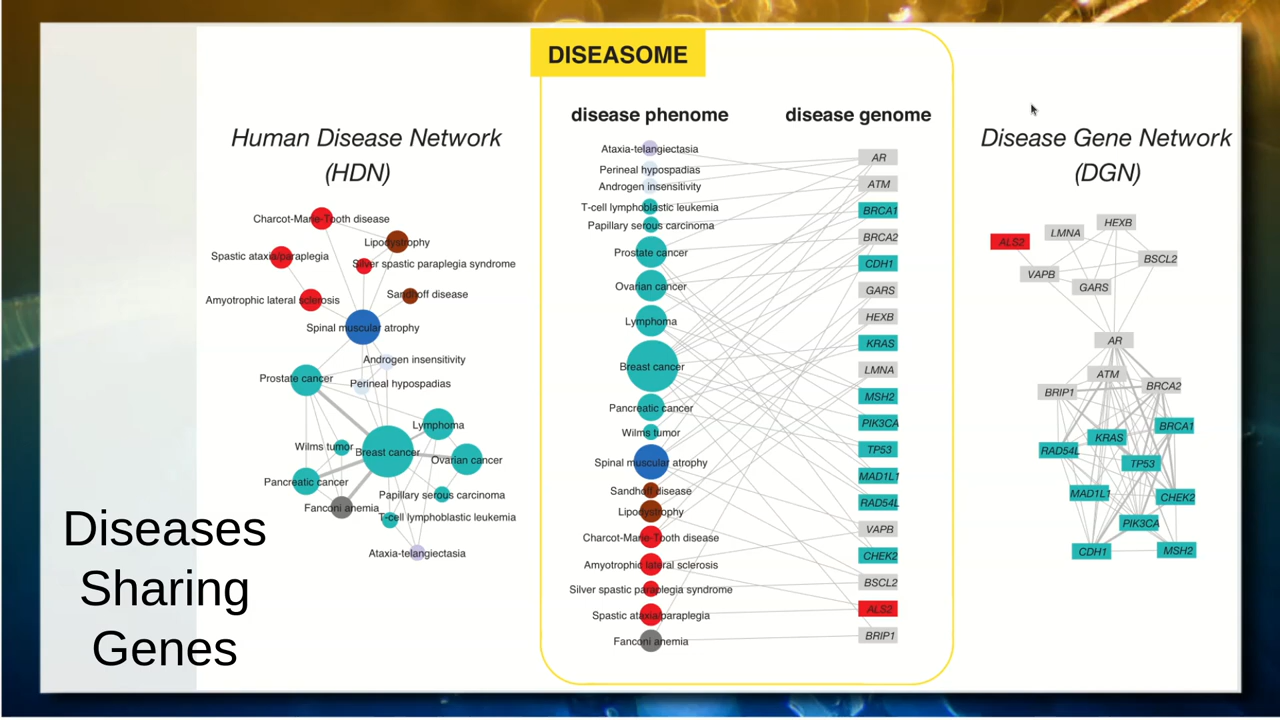 DISEASOME
Human Disease Network
(HDN)
Charcot-Marie-Tooth disease
Lipodystrophy
Spastic ataxia/paraplegia
Silver spastic paraplegia syndrome
Amyotrophic lateral sclerosis
Sandhoff disease
Spinal muscular atrophy
Androgen insensitivity
Prostate cancer
Perineal hypospadias
Lymphoma
Wilms tumor
Breast cancer
Ovarian cancer
Pancreatic cancer
Papillary serous carcinoma
Fanconi anemia
T-cell lymphoblastic leukemia
Ataxia-telangiectasia
disease phenome
Ataxia-telangiectasia
Perineal hypospadias
Androgen insensitivity
T-cell lymphoblastic leukemia
Papillary serous carcinoma
Prostate cancer
Ovarian cancer
Lymphoma
Breast cancer
Pancreatic cancer
Wilms tumor
Spinal muscular atrophy
Sandhoff disease
Lipodystrophy
Charcot-Marie-Tooth disease
Amyotrophic lateral sclerosis
Silver spastic paraplegia syndrome
Spastic ataxia/paraplegia
Fanconi anemia
disease genome
AR
ATM
BRCA1
BRCA2
CDH1
GARS
HEXB
KRAS
LMNA
MSH2
PIK3CA
TP53
MAD1L1
RAD54L
VAPB
CHEK2
BSCL2
ALS2
BRIP1
Disease Gene Network
(DGN)
HEXB
LMNA
ALS2
BSCL2
VAPB
GARS
AR
ATM
BRCA2
BRIP1
BRCA1
KRAS
RAD54L
TP53
MAD1L1
CHEK2
PIK3CA
CDH1
MSH2
Diseases
Sharing
Genes